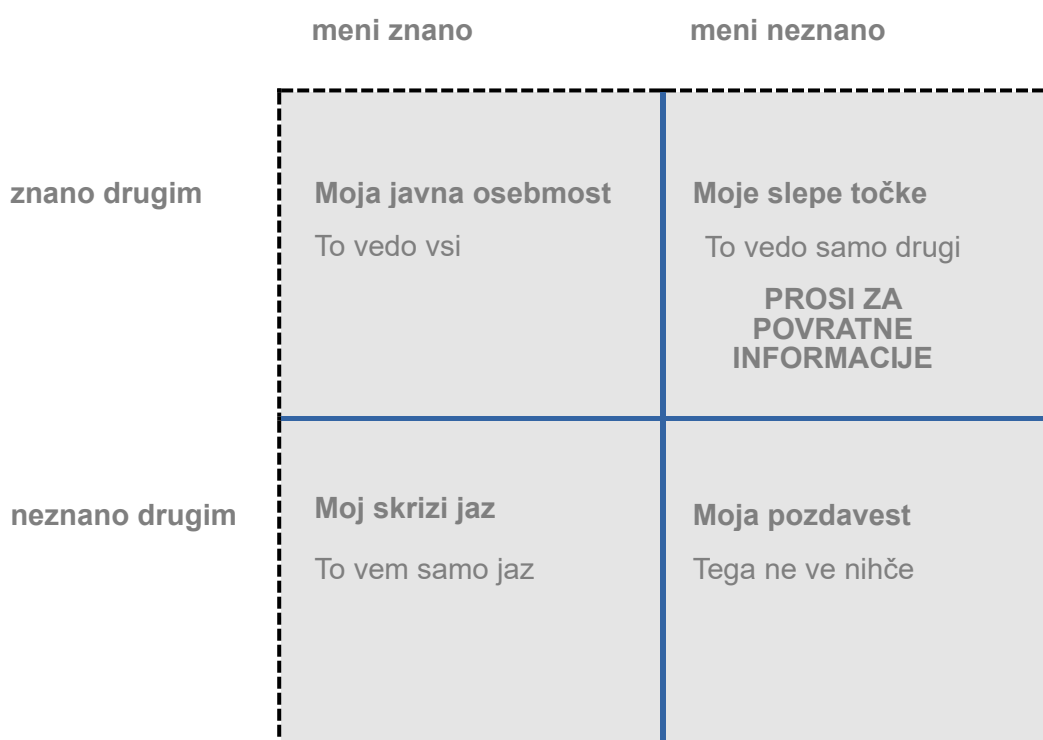 meni znano
meni neznano
znano drugim
Moja javna osebmost
Moje slepe točke
To vedo vsi
To vedo samo drugi
PROSI ZA
POVRATNE
INFORMACIJE
neznano drugim
Moj skrizi jaz
Moja pozdavest
To vem samo jaz
Tega ne ve nihče